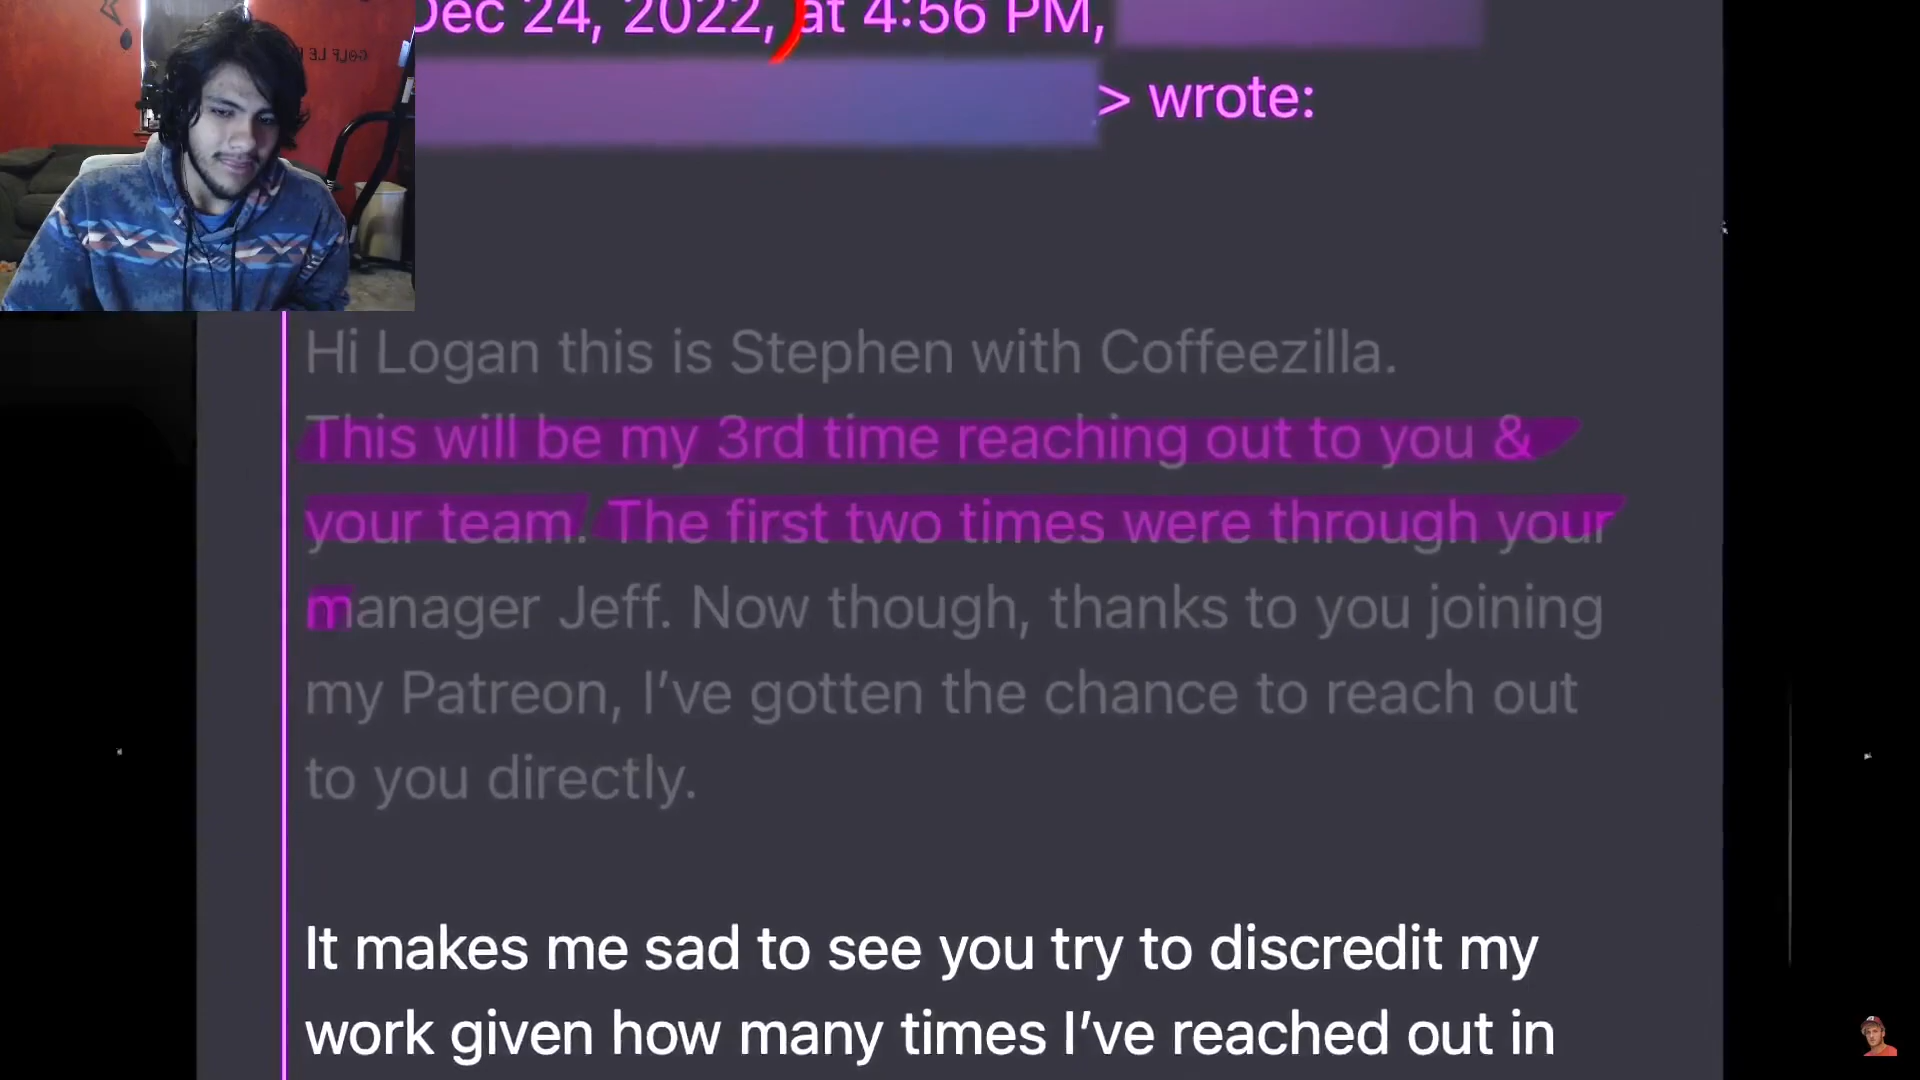 Dec 24, 2022, at 4:56 PM,
> wrote:
Hi Logan this is Stephen with Coffeezilla.
This will be my 3rd time reaching out to you &
your team. The first two times were through your
manager Jeff. Now though, thanks to you joining
my Patreon, I’ve gotten the chance to reach out
to you directly.
It makes me sad to see you try to discredit my
work given how many times I’ve reached out in